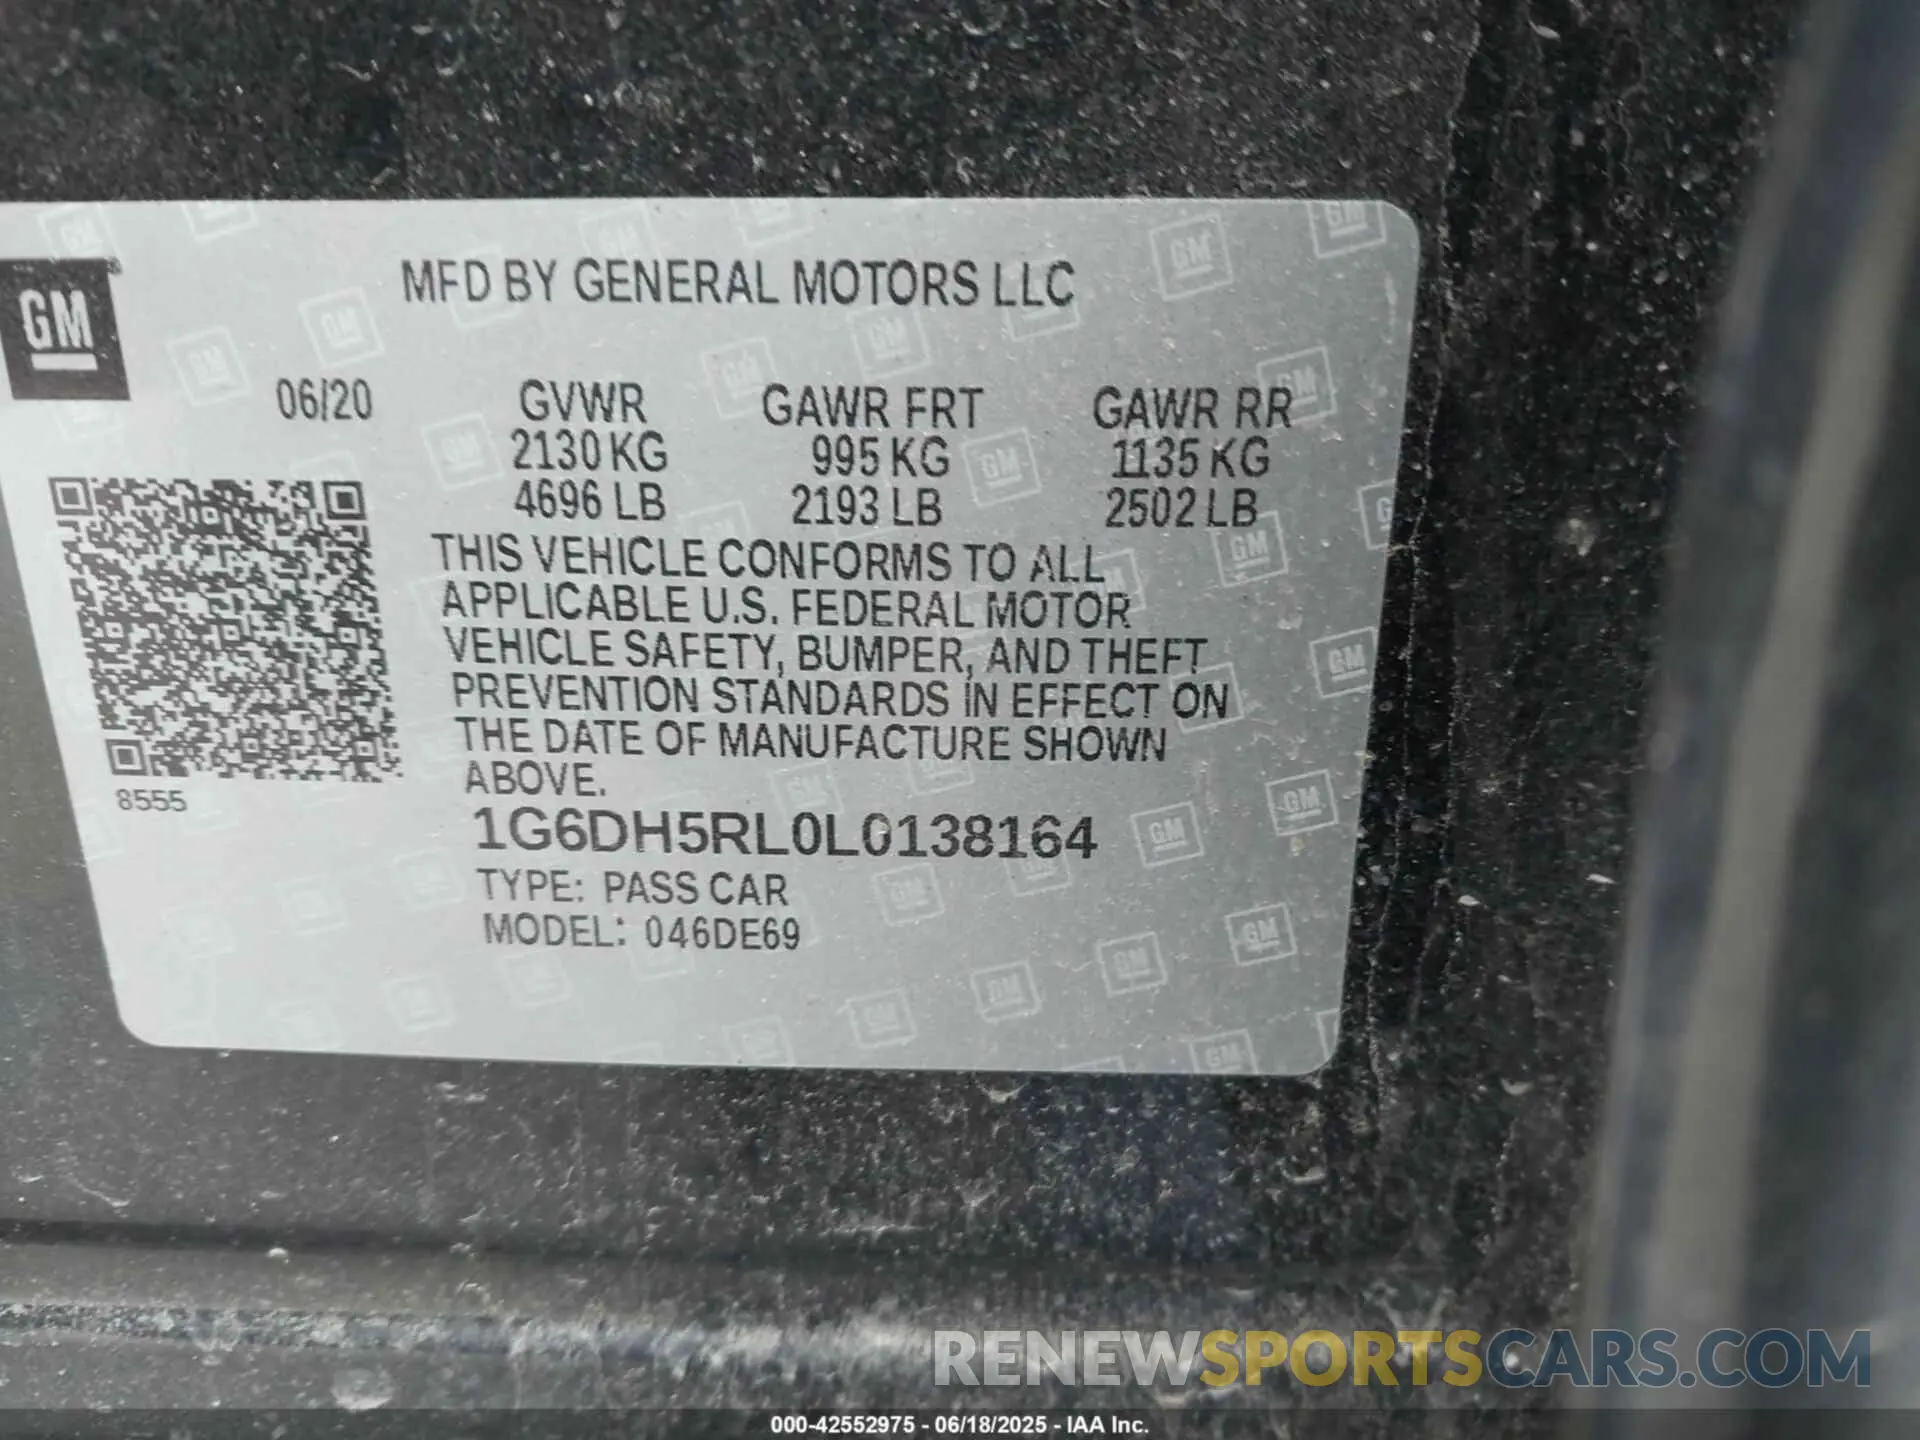 MFD BY GENERAL MOTORS LLC
GM
06/20 GVWR GAWR FRT GAWR RR
2130 KG 995 KG 1135 KG
4696 LB 2193 LB 2502 LB
THIS VEHICLE CONFORMS TO ALL
APPLICABLE U.S. FEDERAL MOTOR
VEHICLE SAFETY, BUMPER, AND THEFT
PREVENTION STANDARDS IN EFFECT ON
THE DATE OF MANUFACTURE SHOWN
ABOVE.
8555
1G6DH5RL0L0138164
TYPE: PASS CAR
MODEL: 046DE69
RENEWSPORTSCARS.COM
000-42552975 - 06/18/2025 - IAA Inc.